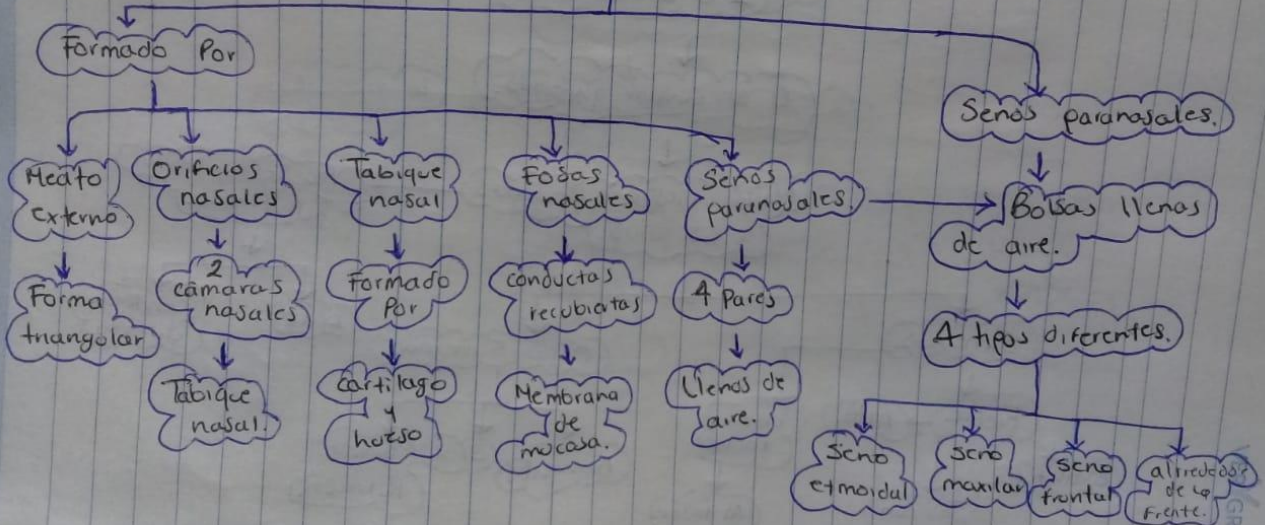 Formado Por
Senos paranasales.
Meato
externo
Orificios
nasales
Tabique
nasal
Fosas
nasales
Senos
paranasales.
Bolsas llenas
de aire.
Forma
triangolar
2
cámaras
nasales
Formado
Por
conductas
recubiatas
4 Pares
4 tipos diferentes.
Tabique
nasal.
Cartilago
y
hueso
Membrana
de
mocasa.
Llenos de
aire.
Seno
etmoidal
Seno
maxilar
Seno
frontal
alrededor
de la
Frente.